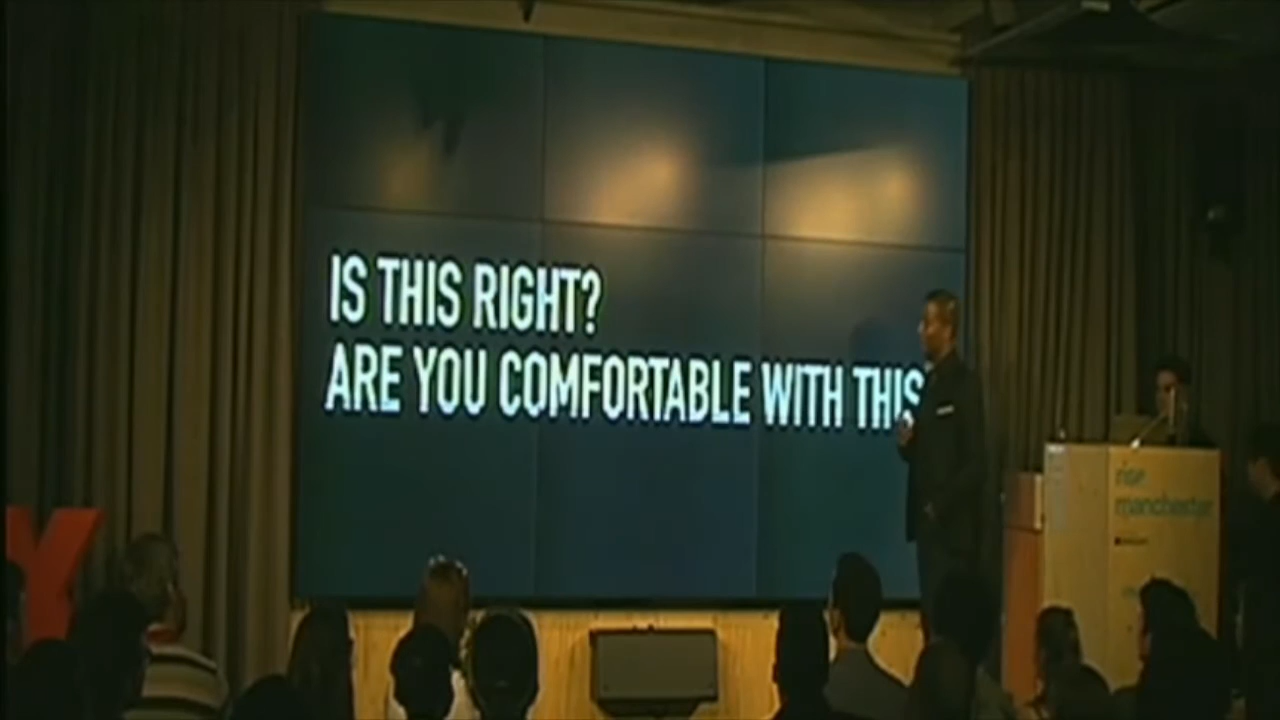 IS THIS RIGHT?
ARE YOU COMFORTABLE WITH THIS
Y
rise
manchester